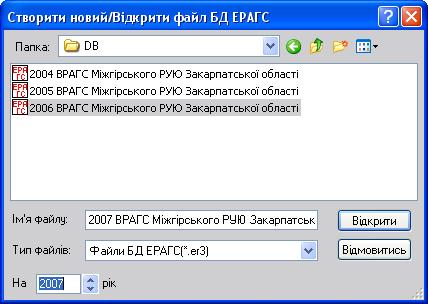 Створити новий/Відкрити файл БД ЕРАГС
Папка: DB
ЕРА ГС 2004 ВРАГС Міжгірського РУЮ Закарпатської області
ЕРА ГС 2005 ВРАГС Міжгірського РУЮ Закарпатської області
ЕРА ГС 2006 ВРАГС Міжгірського РУЮ Закарпатської області
Ім'я файлу: 2007 ВРАГС Міжгірського РУЮ Закарпатськ Відкрити
Тип файлів: Файли БД ЕРАГС(*.er3) Відмовитись
На 2007 рік